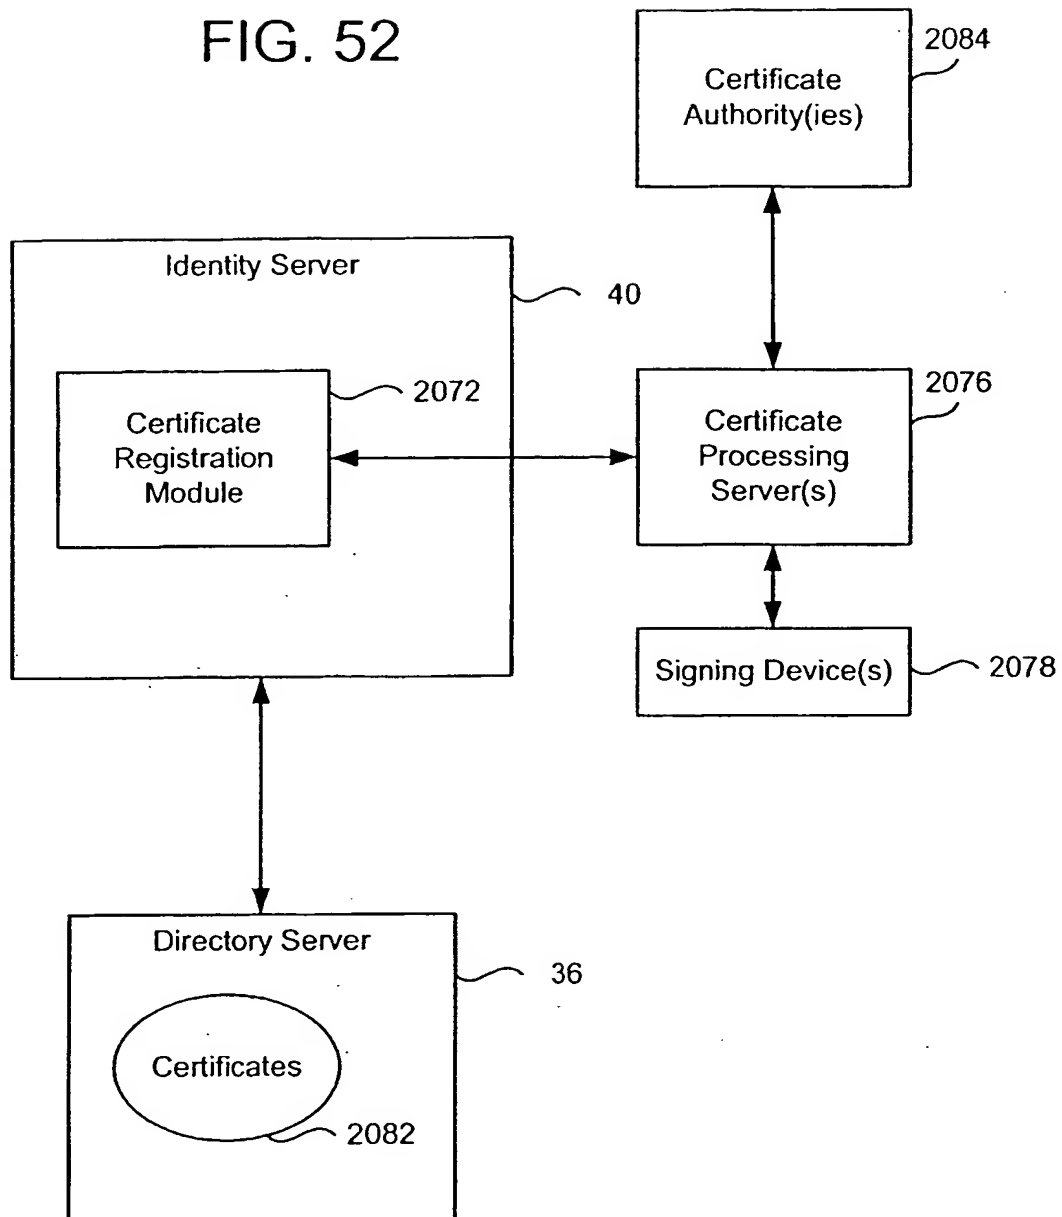 FIG. 52
2084
Certificate
Authority(ies)
Identity Server
40
2072
Certificate
Registration
Module
2076
Certificate
Processing
Server(s)
Signing Device(s)
2078
Directory Server
36
Certificates
2082